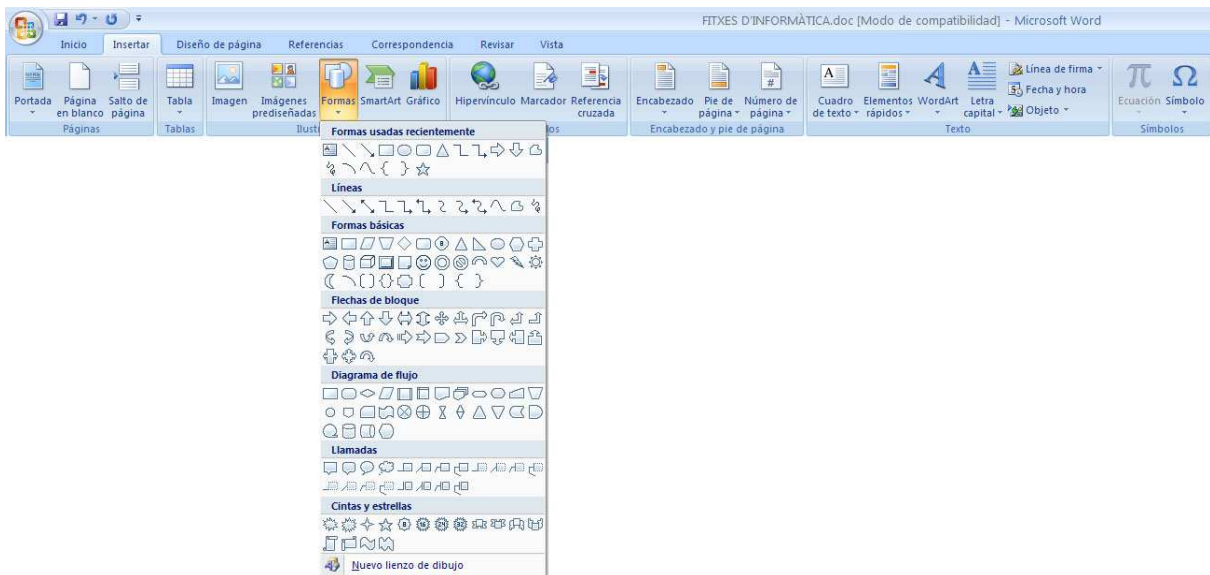 FITXES D'INFORMÀTICA.doc [Modo de compatibilidad] - Microsoft Word
Inicio Insertar Diseño de página Referencias Correspondencia Revisar Vista
Portada Página en blanco Salto de página
Páginas
Tabla
Tablas
Imagen Imágenes prediseñadas Formas SmartArt Gráfico
Ilust
Hipervínculo Marcador Referencia cruzada
os
Encabezado Pie de página Número de página
Encabezado y pie de página
Cuadro de texto Elementos rápidos WordArt Letra capital
Línea de firma
Fecha y hora
Objeto
Texto
Ecuación Símbolo
Símbolos
Formas usadas recientemente
Líneas
Formas básicas
Flechas de bloque
Diagrama de flujo
Llamadas
Cintas y estrellas
Nuevo lienzo de dibujo